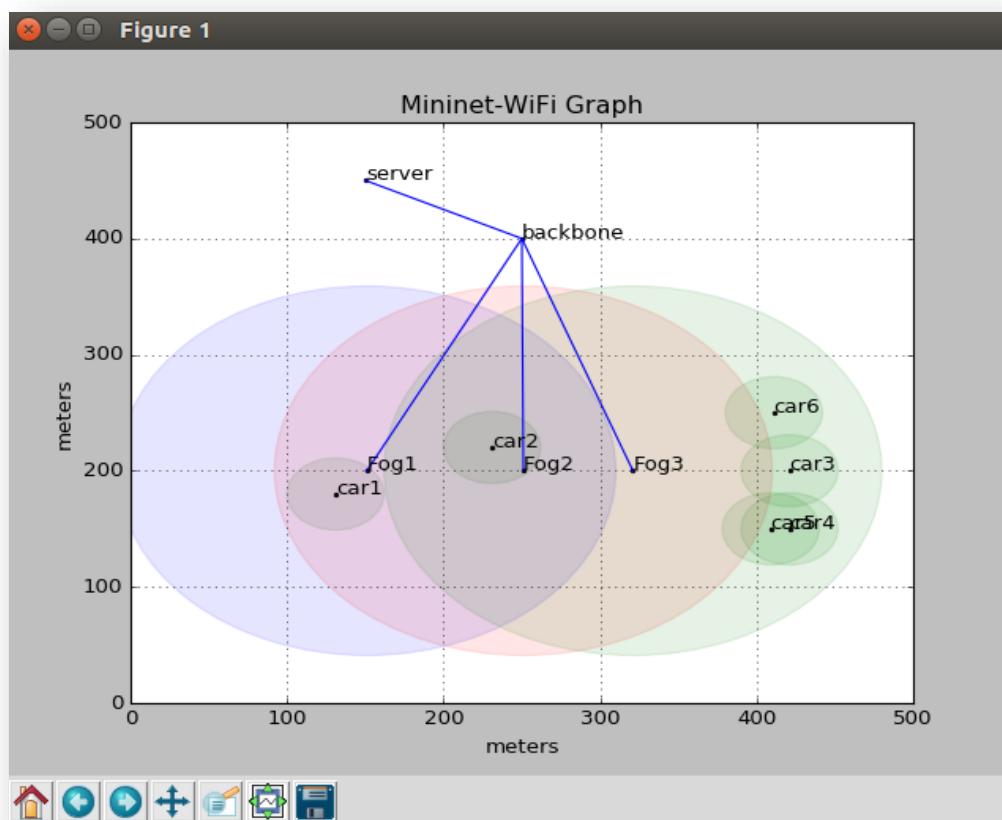 Figure 1
Mininet-WiFi Graph
500
server
400
backbone
300
meters
car6
car2
200
Fog1
Fog2
Fog3
car3
car1
car5
car4
100
0
0 100 200 300 400 500
meters